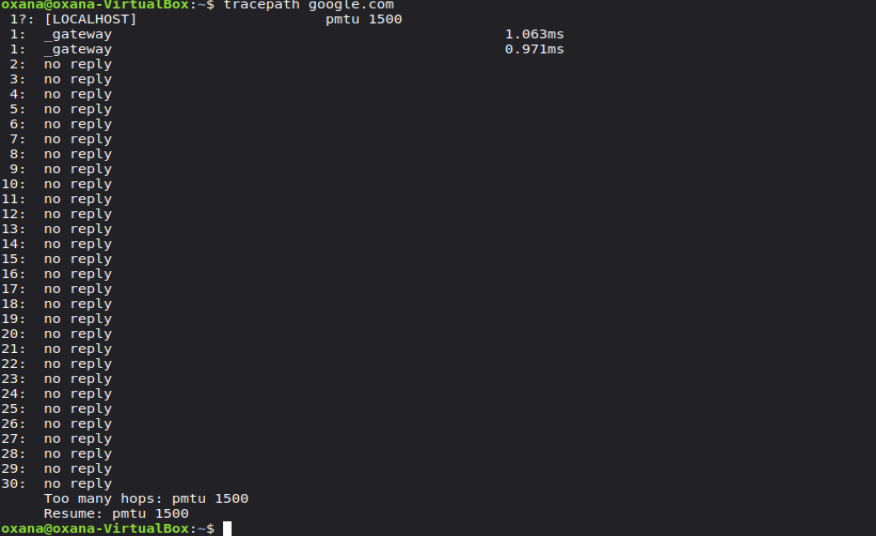 oxana@oxana-VirtualBox:~$ tracepath google.com
1?: [LOCALHOST] pmtu 1500
1: _gateway 1.063ms
1: _gateway 0.971ms
2: no reply
3: no reply
4: no reply
5: no reply
6: no reply
7: no reply
8: no reply
9: no reply
10: no reply
11: no reply
12: no reply
13: no reply
14: no reply
15: no reply
16: no reply
17: no reply
18: no reply
19: no reply
20: no reply
21: no reply
22: no reply
23: no reply
24: no reply
25: no reply
26: no reply
27: no reply
28: no reply
29: no reply
30: no reply
Too many hops: pmtu 1500
Resume: pmtu 1500
oxana@oxana-VirtualBox:~$